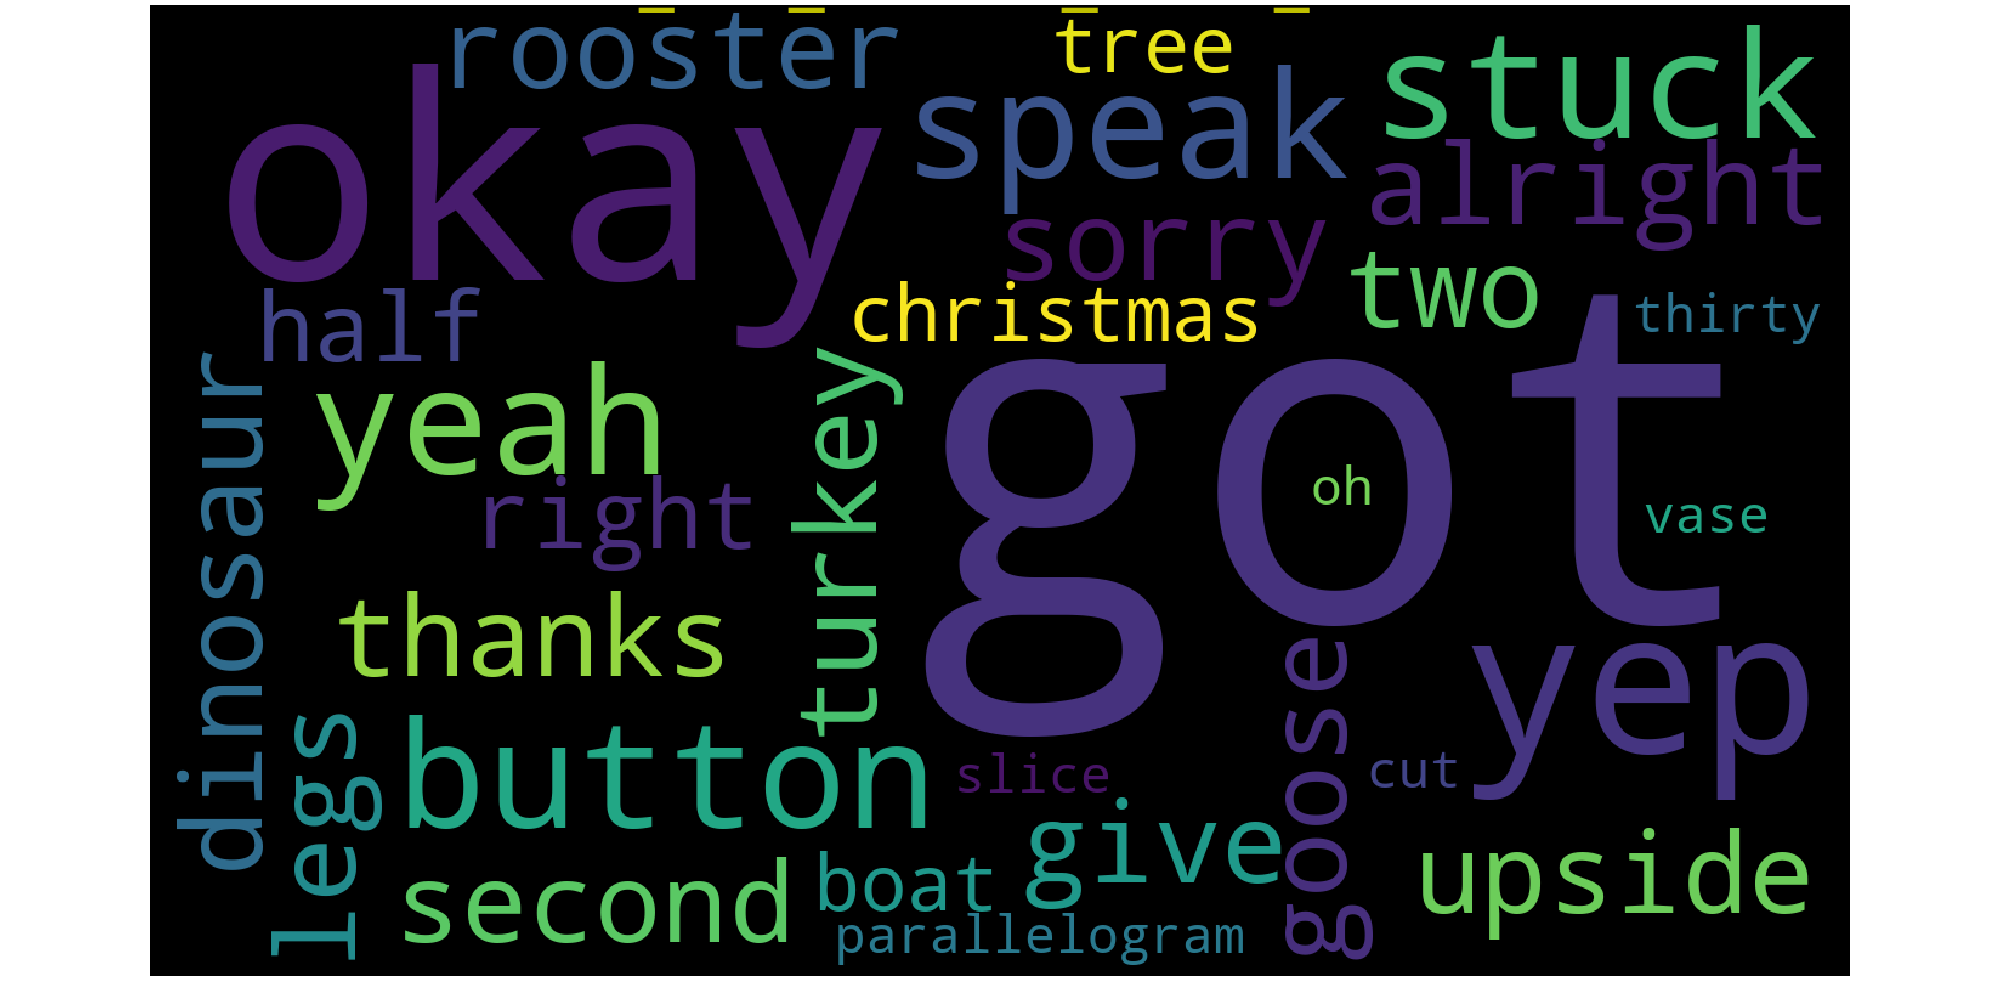 rooster
tree
stuck
okay
speak
alright
sorry
two
half
christmas
thirty
got
dinosaur
yeah
turkey
oh
right
vase
thanks
yep
goose
legs
button
slice
cut
give
upside
second
boat
parallelogram